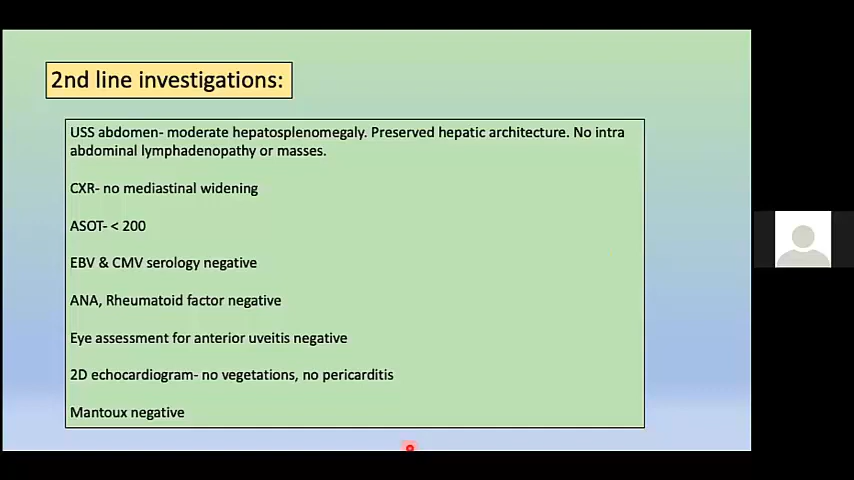 2nd line investigations:
USS abdomen- moderate hepatosplenomegaly. Preserved hepatic architecture. No intra
abdominal lymphadenopathy or masses.
CXR- no mediastinal widening
ASOT- < 200
EBV & CMV serology negative
ANA, Rheumatoid factor negative
Eye assessment for anterior uveitis negative
2D echocardiogram- no vegetations, no pericarditis
Mantoux negative